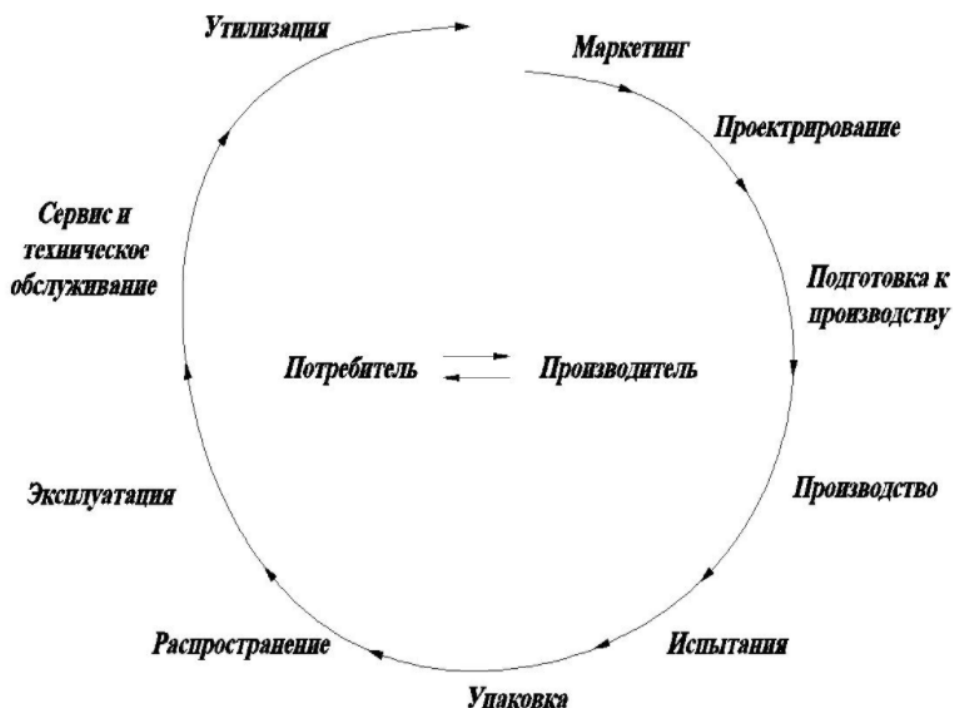 Утилизация
Маркетинг
Проектрирование
Сервис и
техническое
обслуживание
Подготовка к
производству
Потребитель
Производитель
Эксплуатация
Производство
Распространение
Испытания
Упаковка